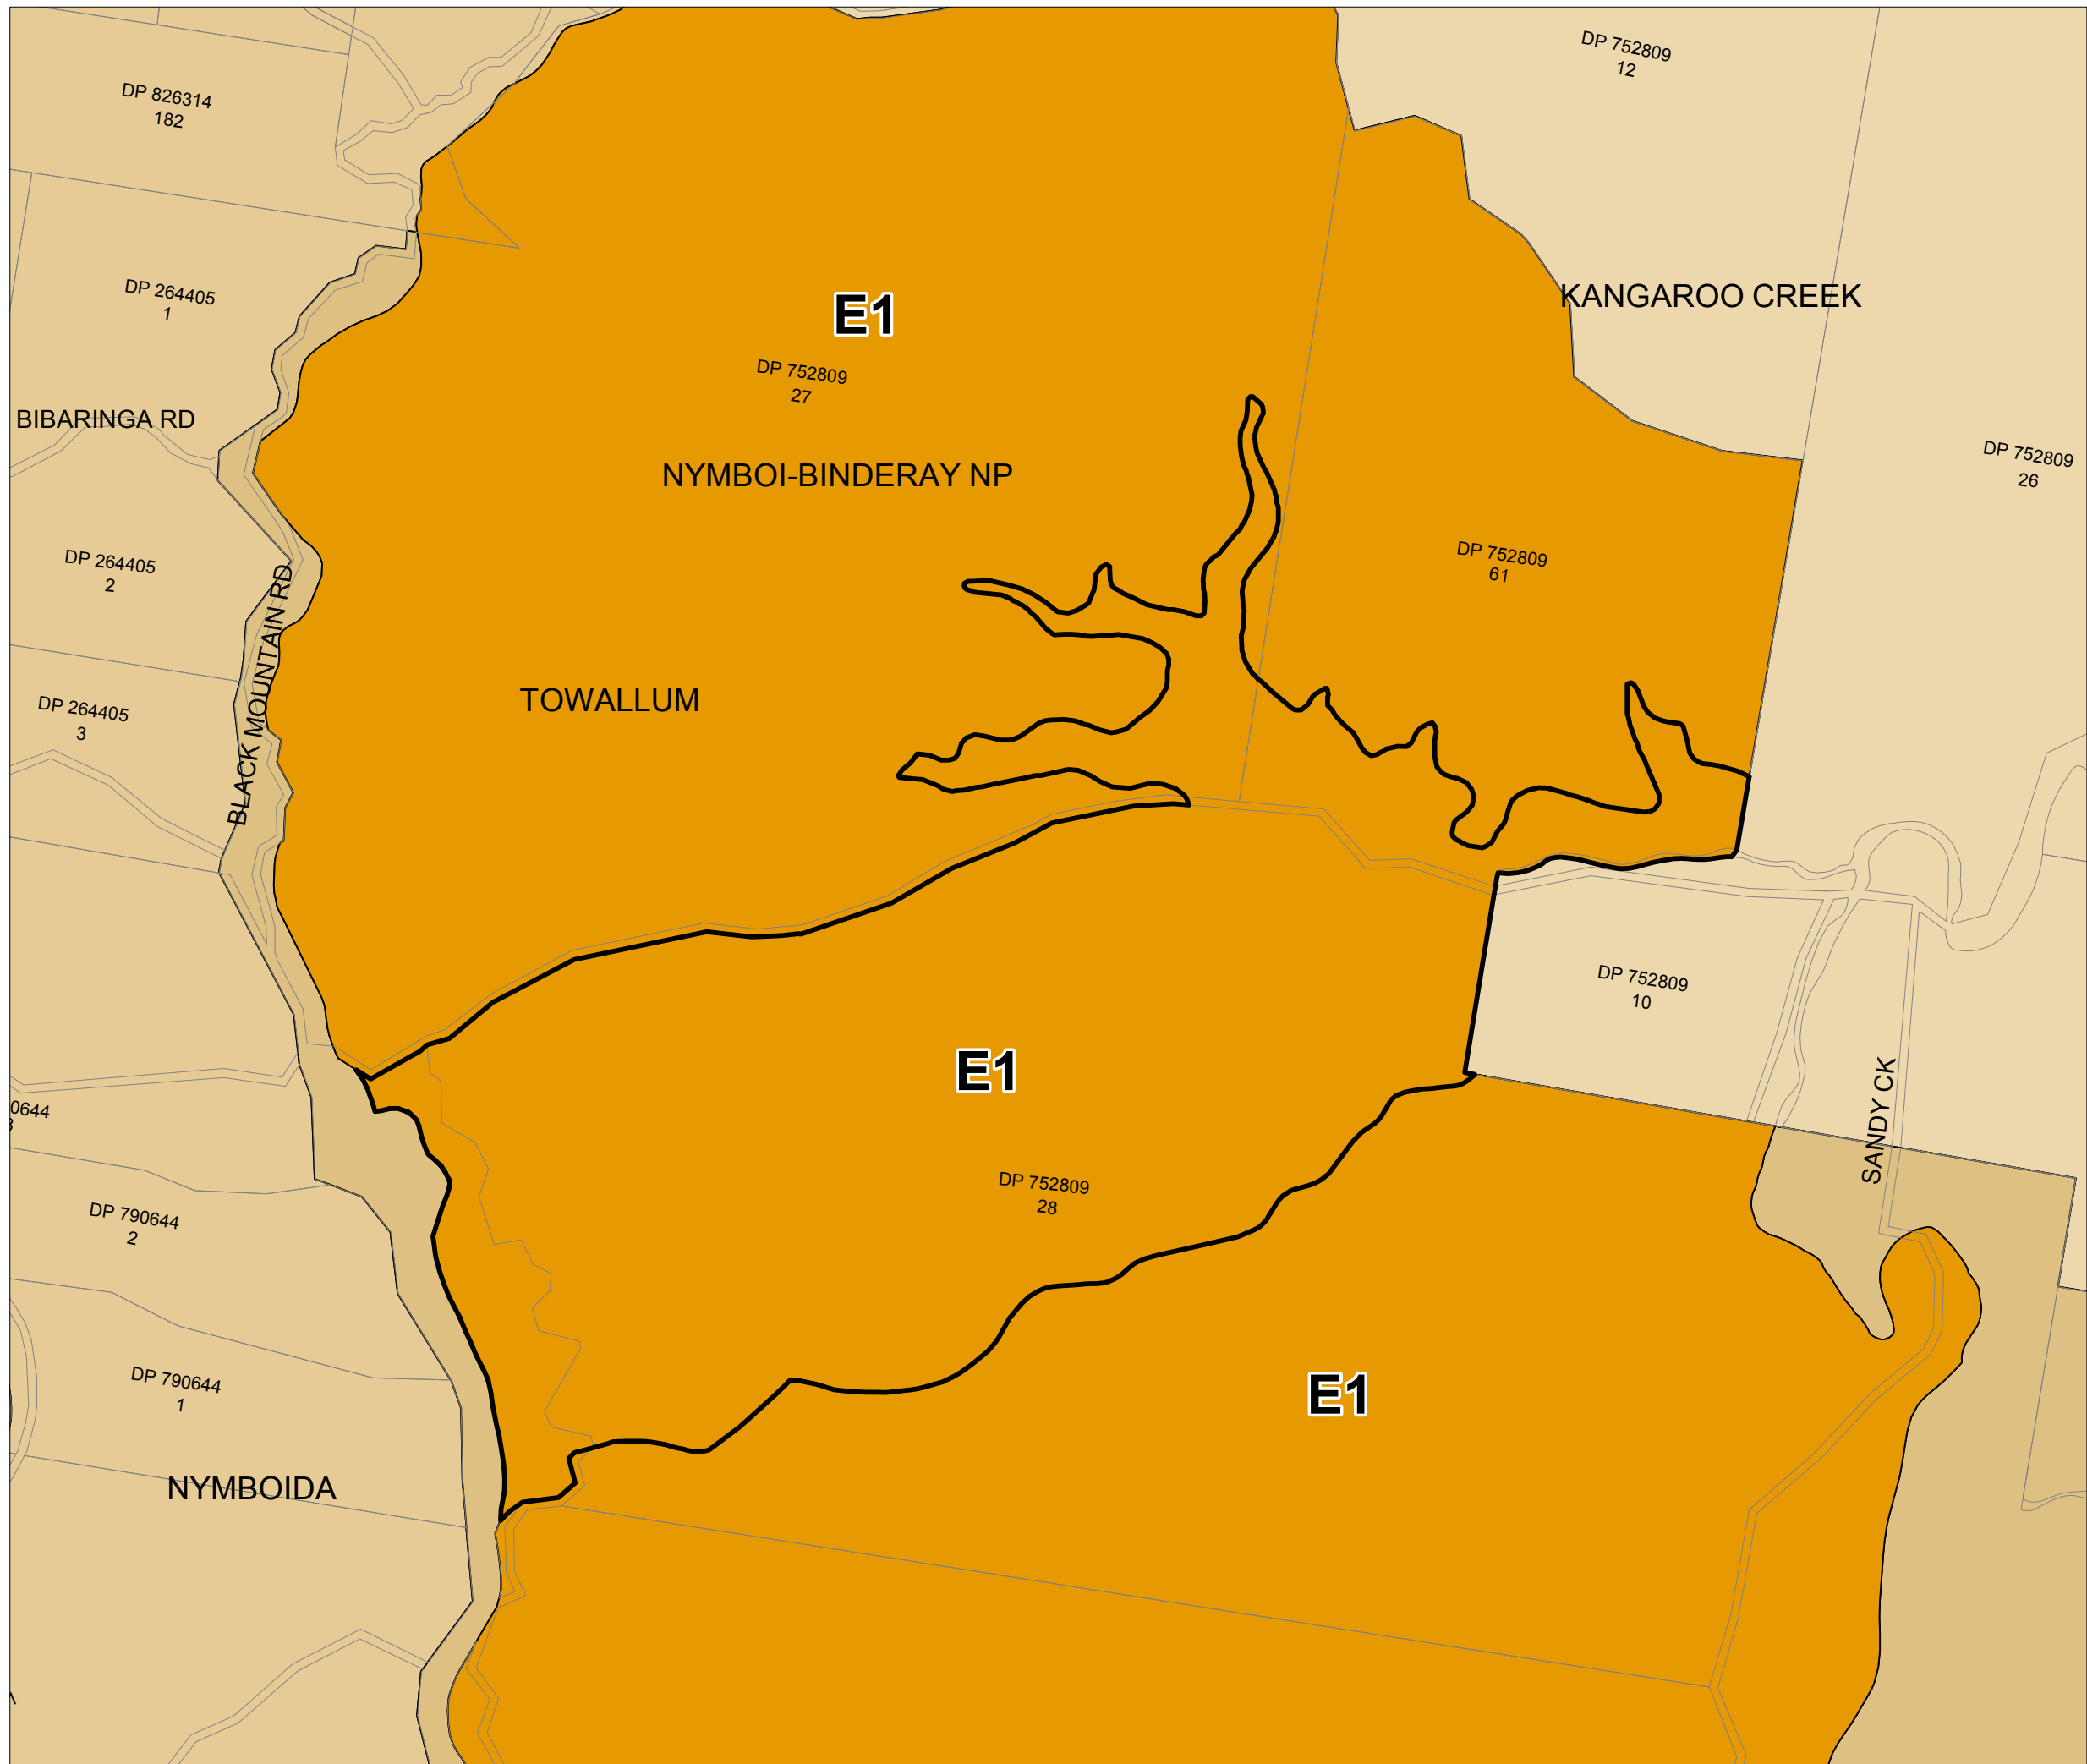 DP 752809
12
DP 826314
182
DP 264405
1
E1
KANGAROO CREEK
DP 752809
27
BIBARINGA RD
NYMBOI-BINDERAY NP
DP 752809
26
DP 264405
2
DP 752809
61
BLACK MOUNTAIN RD
TOWALLUM
DP 264405
3
DP 752809
10
E1
0644
SANDY CK
DP 752809
28
DP 790644
2
DP 790644
1
E1
NYMBOIDA